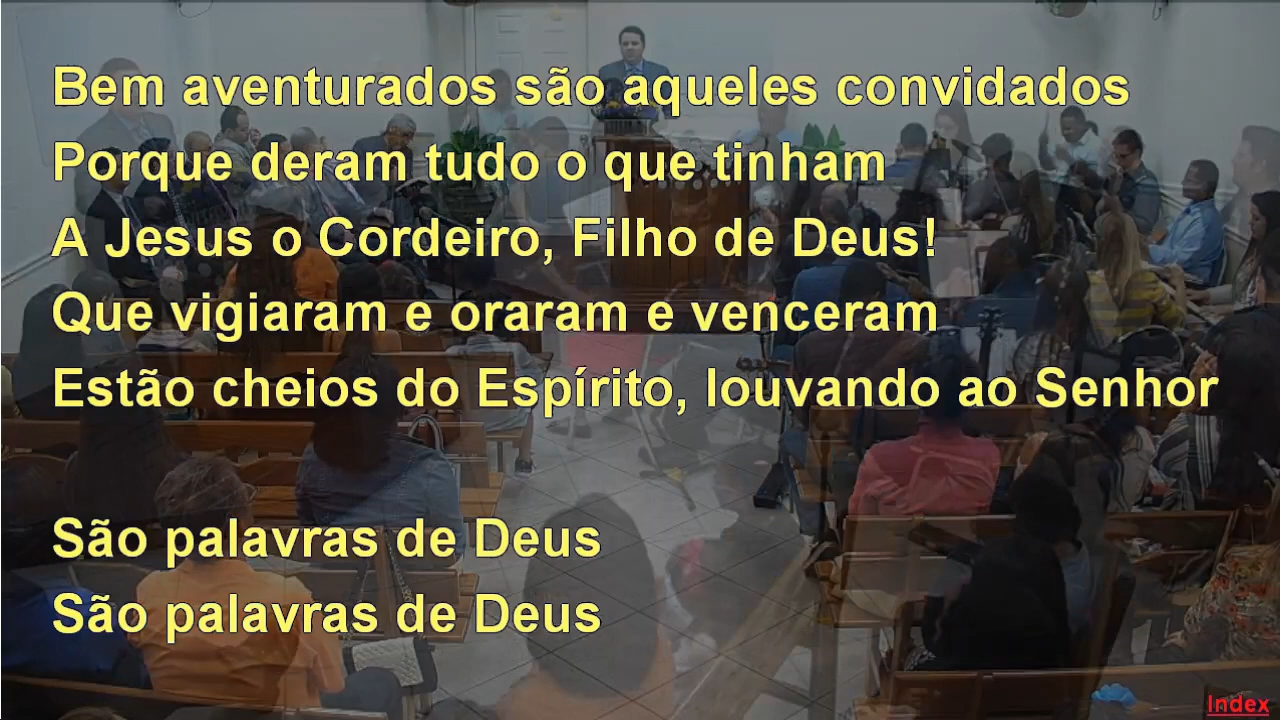 Bem aventurados são aqueles convidados
Porque deram tudo o que tinham
A Jesus o Cordeiro, Filho de Deus!
Que vigiaram e oraram e venceram
Estão cheios do Espírito, louvando ao Senhor
São palavras de Deus
São palavras de Deus
Index